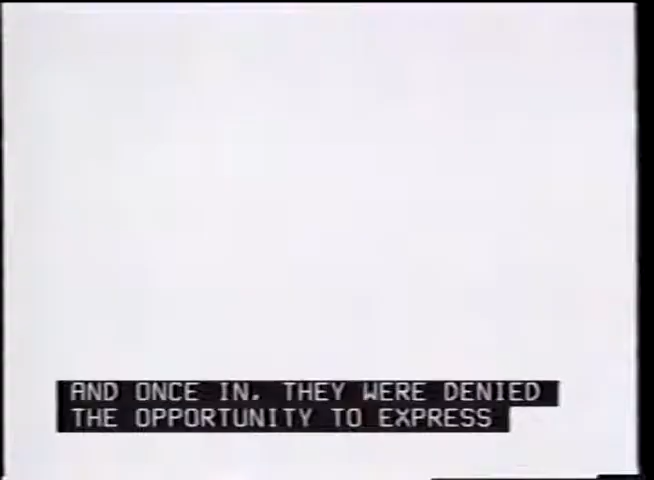 AND ONCE IN. THEY WERE DENIED
THE OPPORTUNITY TO EXPRESS